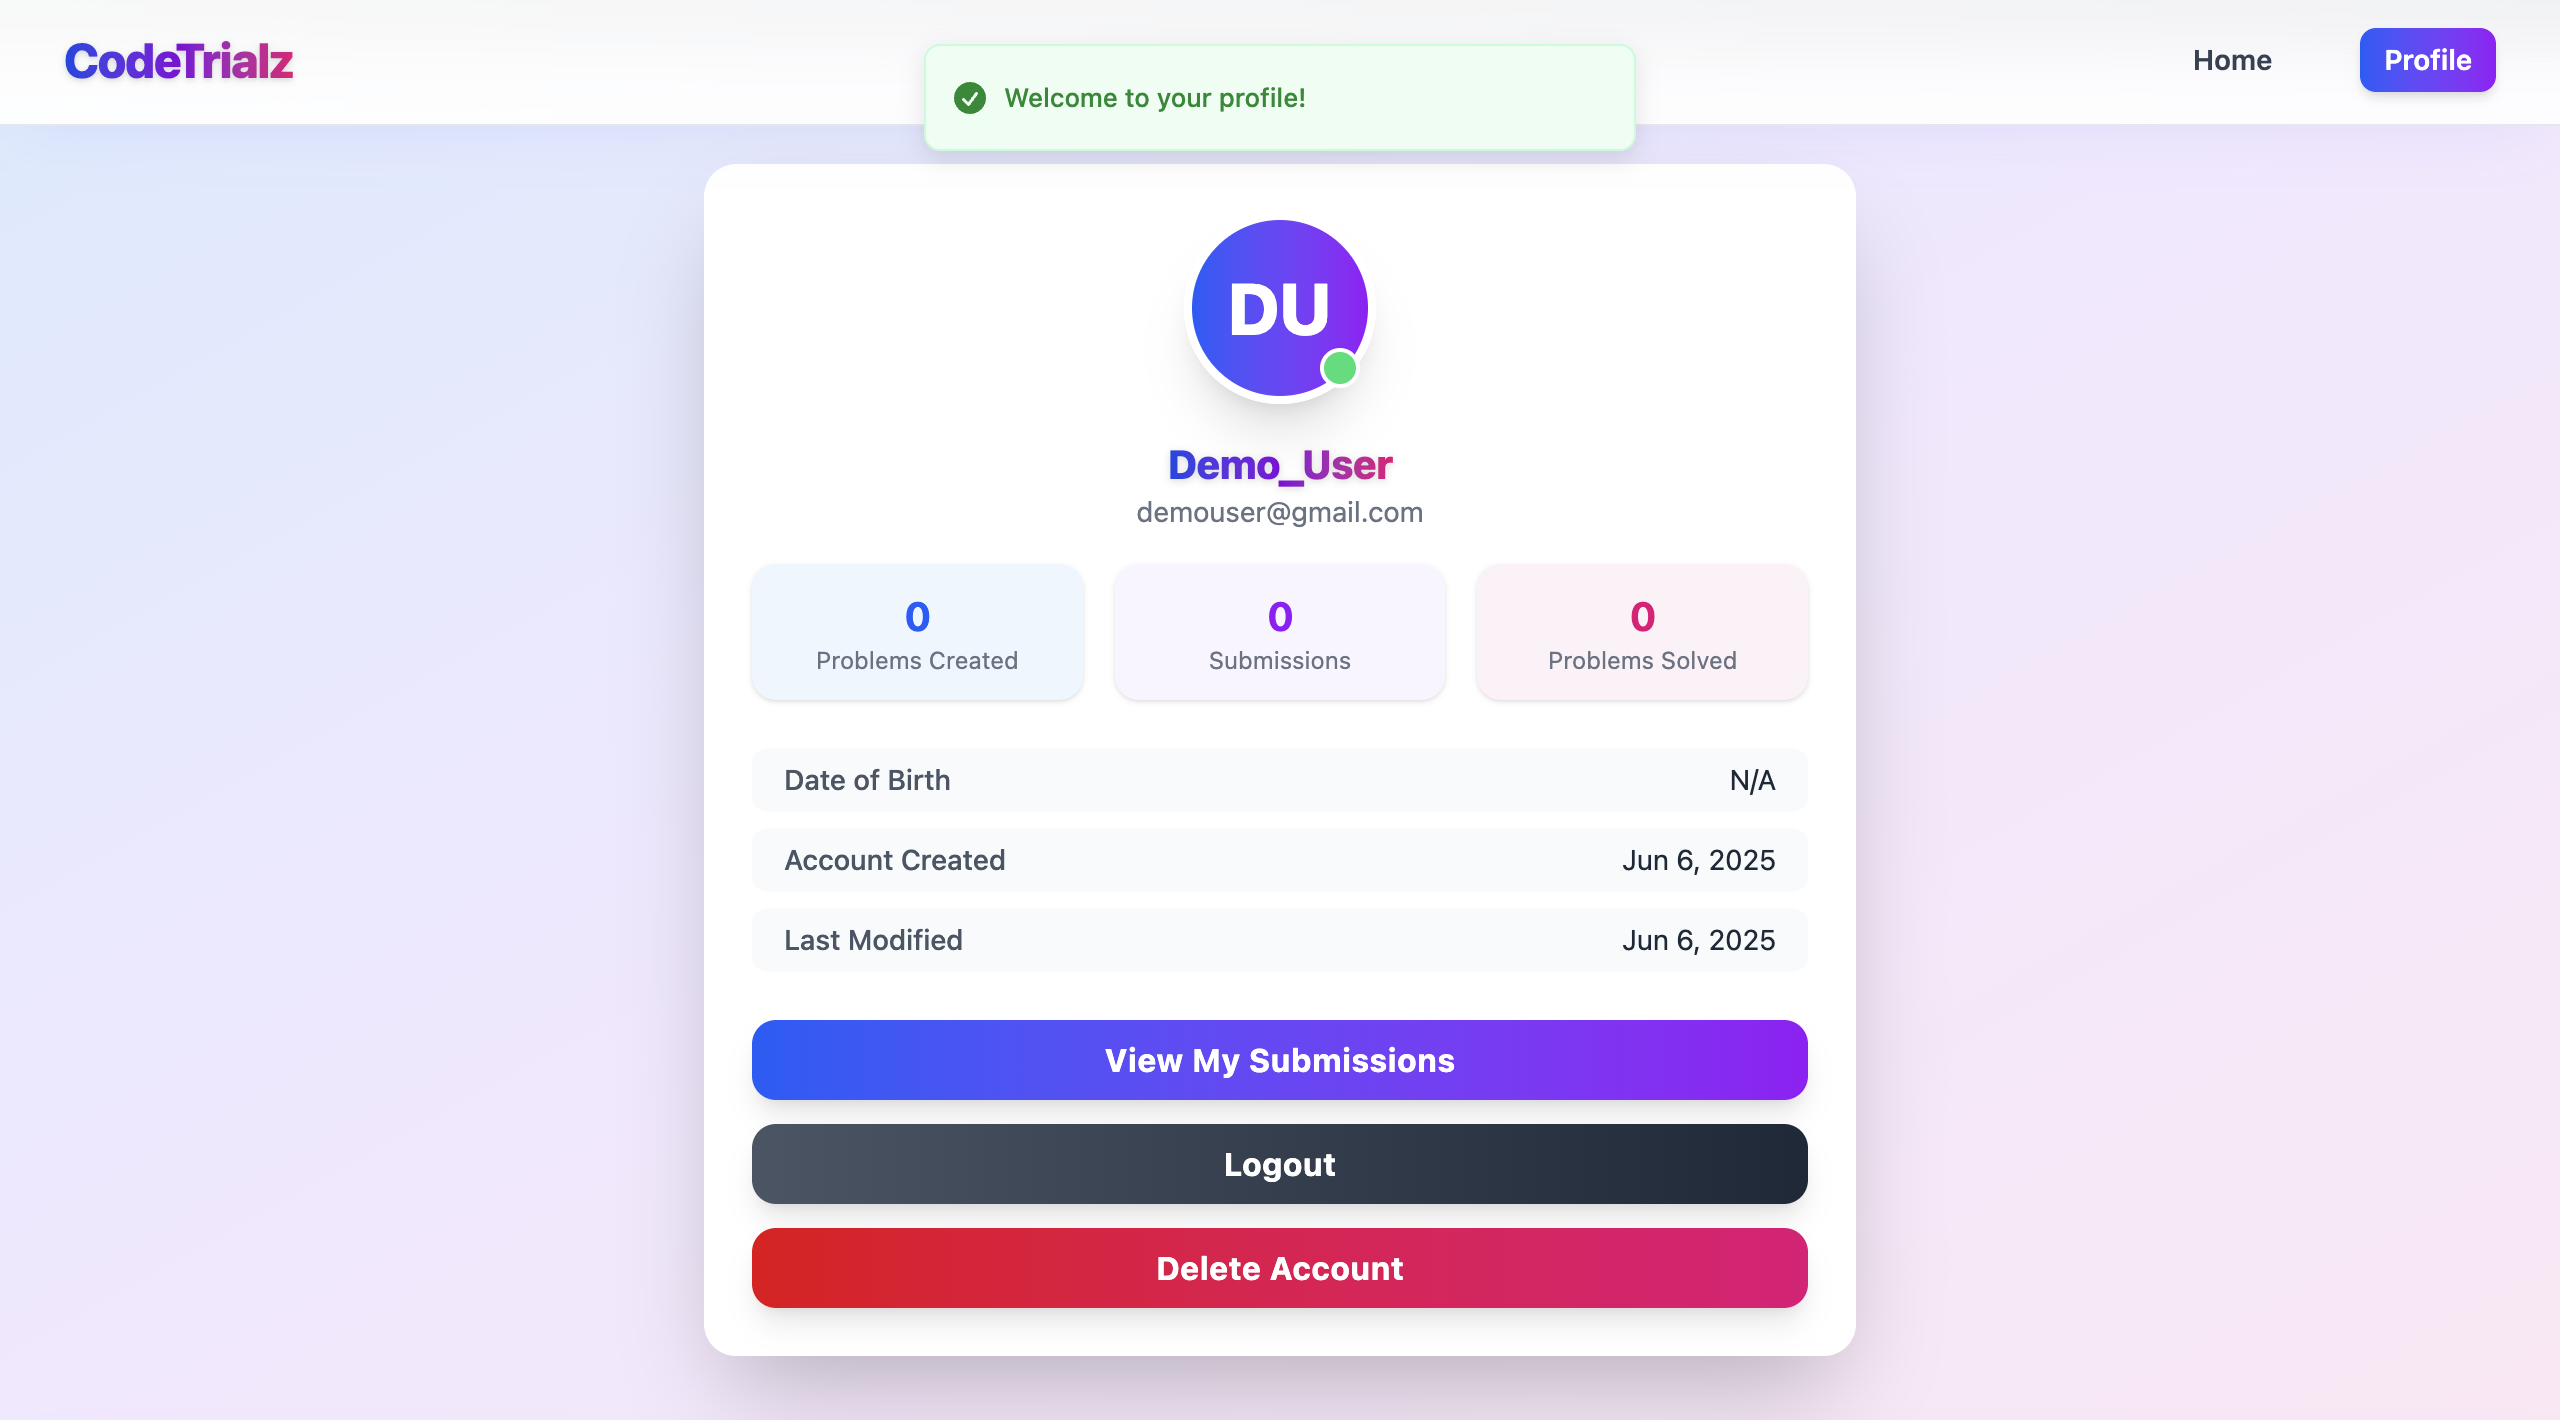 CodeTrialz
Home
Profile
Welcome to your profile!
DU
Demo_User
demouser@gmail.com
0
Problems Created
0
Submissions
0
Problems Solved
Date of Birth
N/A
Account Created
Jun 6, 2025
Last Modified
Jun 6, 2025
View My Submissions
Logout
Delete Account